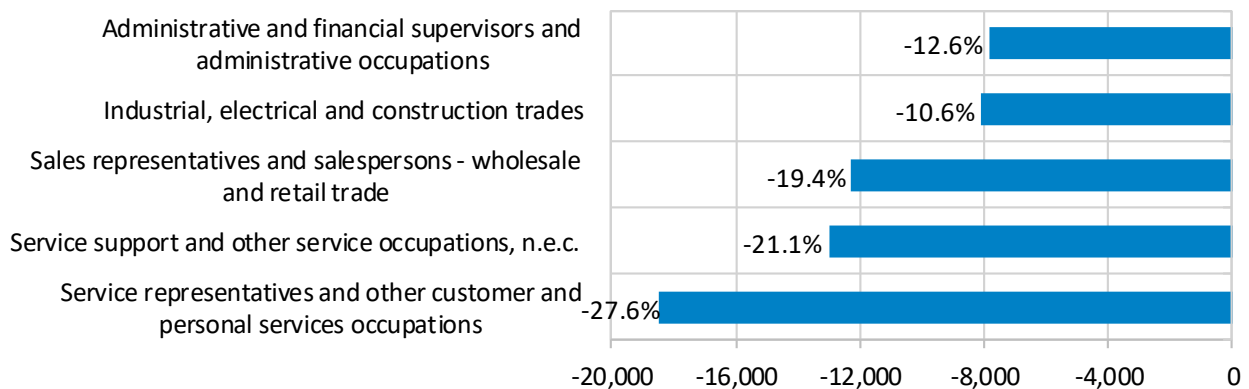 Administrative and financial supervisors and
administrative occupations
-12.6%
Industrial, electrical and construction trades
-10.6%
Sales representatives and salespersons - wholesale
and retail trade
-19.4%
Service support and other service occupations, n.e.c.
-21.1%
Service representatives and other customer and
personal services occupations
-27.6%
-20,000 -16,000 -12,000 -8,000 -4,000 0